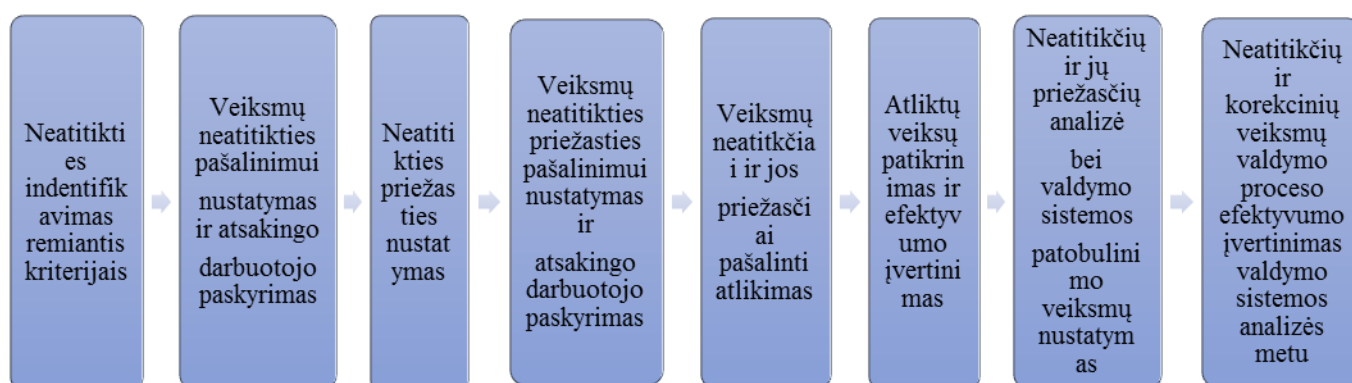 Neatitikti
es
indentifik
avimas
remiantis
kriterijais
Veiksmų
neatitikties
pašalinimui
nustatymas
ir atsakingo
darbuotojo
paskyrimas
Neatiti
kties
priežas
ties
nustat
ymas
Veiksmų
neatitikties
priežasties
pašalinimui
nustatymas
ir
atsakingo
darbuotojo
paskyrimas
Veiksmų
neatitkčia
i ir jos
priežasči
ai
pašalinti
atlikimas
Atliktų
veiksų
patikrin
imas ir
efektyv
umo
įvertini
mas
Neatitikčių
ir jų
priežasčių
analizė
bei
valdymo
sistemos
patobulini
mo
veiksmų
nustatym
as
Neatitikčių
ir
korekcinių
veiksmų
valdymo
proceso
efektyvumo
įvertinimas
valdymo
sistemos
analizės
metu